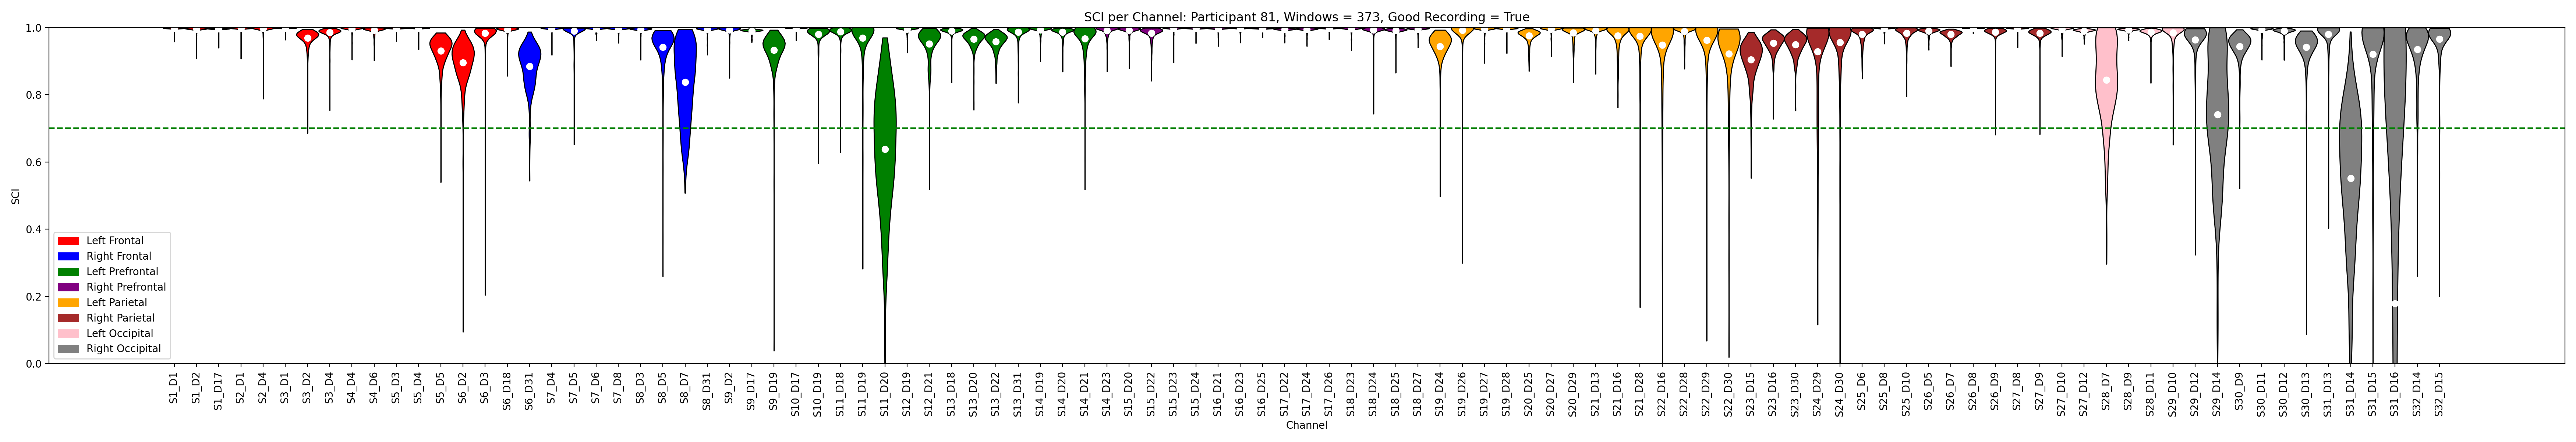 SCI per Channel: Participant 81, Windows = 373, Good Recording = True
1.0
0.8
0.6
0.4
0.2
0.0
SCI
Left Frontal
Right Frontal
Left Prefrontal
Right Prefrontal
Left Parietal
Right Parietal
Left Occipital
Right Occipital
S1_D1
S1_D2
S1_D17
S2_D1
S2_D4
S3_D1
S3_D2
S3_D4
S4_D4
S4_D6
S5_D3
S5_D4
S5_D5
S6_D2
S6_D3
S6_D18
S6_D31
S7_D4
S7_D5
S7_D6
S7_D8
S8_D3
S8_D5
S8_D7
S8_D31
S9_D2
S9_D17
S9_D19
S10_D17
S10_D19
S11_D18
S11_D19
S11_D20
S12_D19
S12_D21
S13_D18
S13_D20
S13_D22
S13_D31
S14_D19
S14_D20
S14_D21
S14_D23
S15_D20
S15_D22
S15_D23
S15_D24
S16_D21
S16_D23
S16_D25
S17_D22
S17_D24
S17_D26
S18_D23
S18_D24
S18_D25
S18_D27
S19_D24
S19_D26
S19_D27
S19_D28
S20_D25
S20_D27
S20_D29
S21_D13
S21_D16
S21_D28
S22_D16
S22_D28
S22_D29
S22_D30
S23_D15
S23_D16
S23_D30
S24_D29
S24_D30
S25_D6
S25_D8
S25_D10
S26_D5
S26_D7
S26_D8
S26_D9
S27_D8
S27_D9
S27_D10
S27_D12
S28_D7
S28_D9
S28_D11
S29_D10
S29_D12
S29_D14
S30_D9
S30_D11
S30_D12
S30_D13
S31_D13
S31_D14
S31_D15
S31_D16
S32_D14
S32_D15
Channel